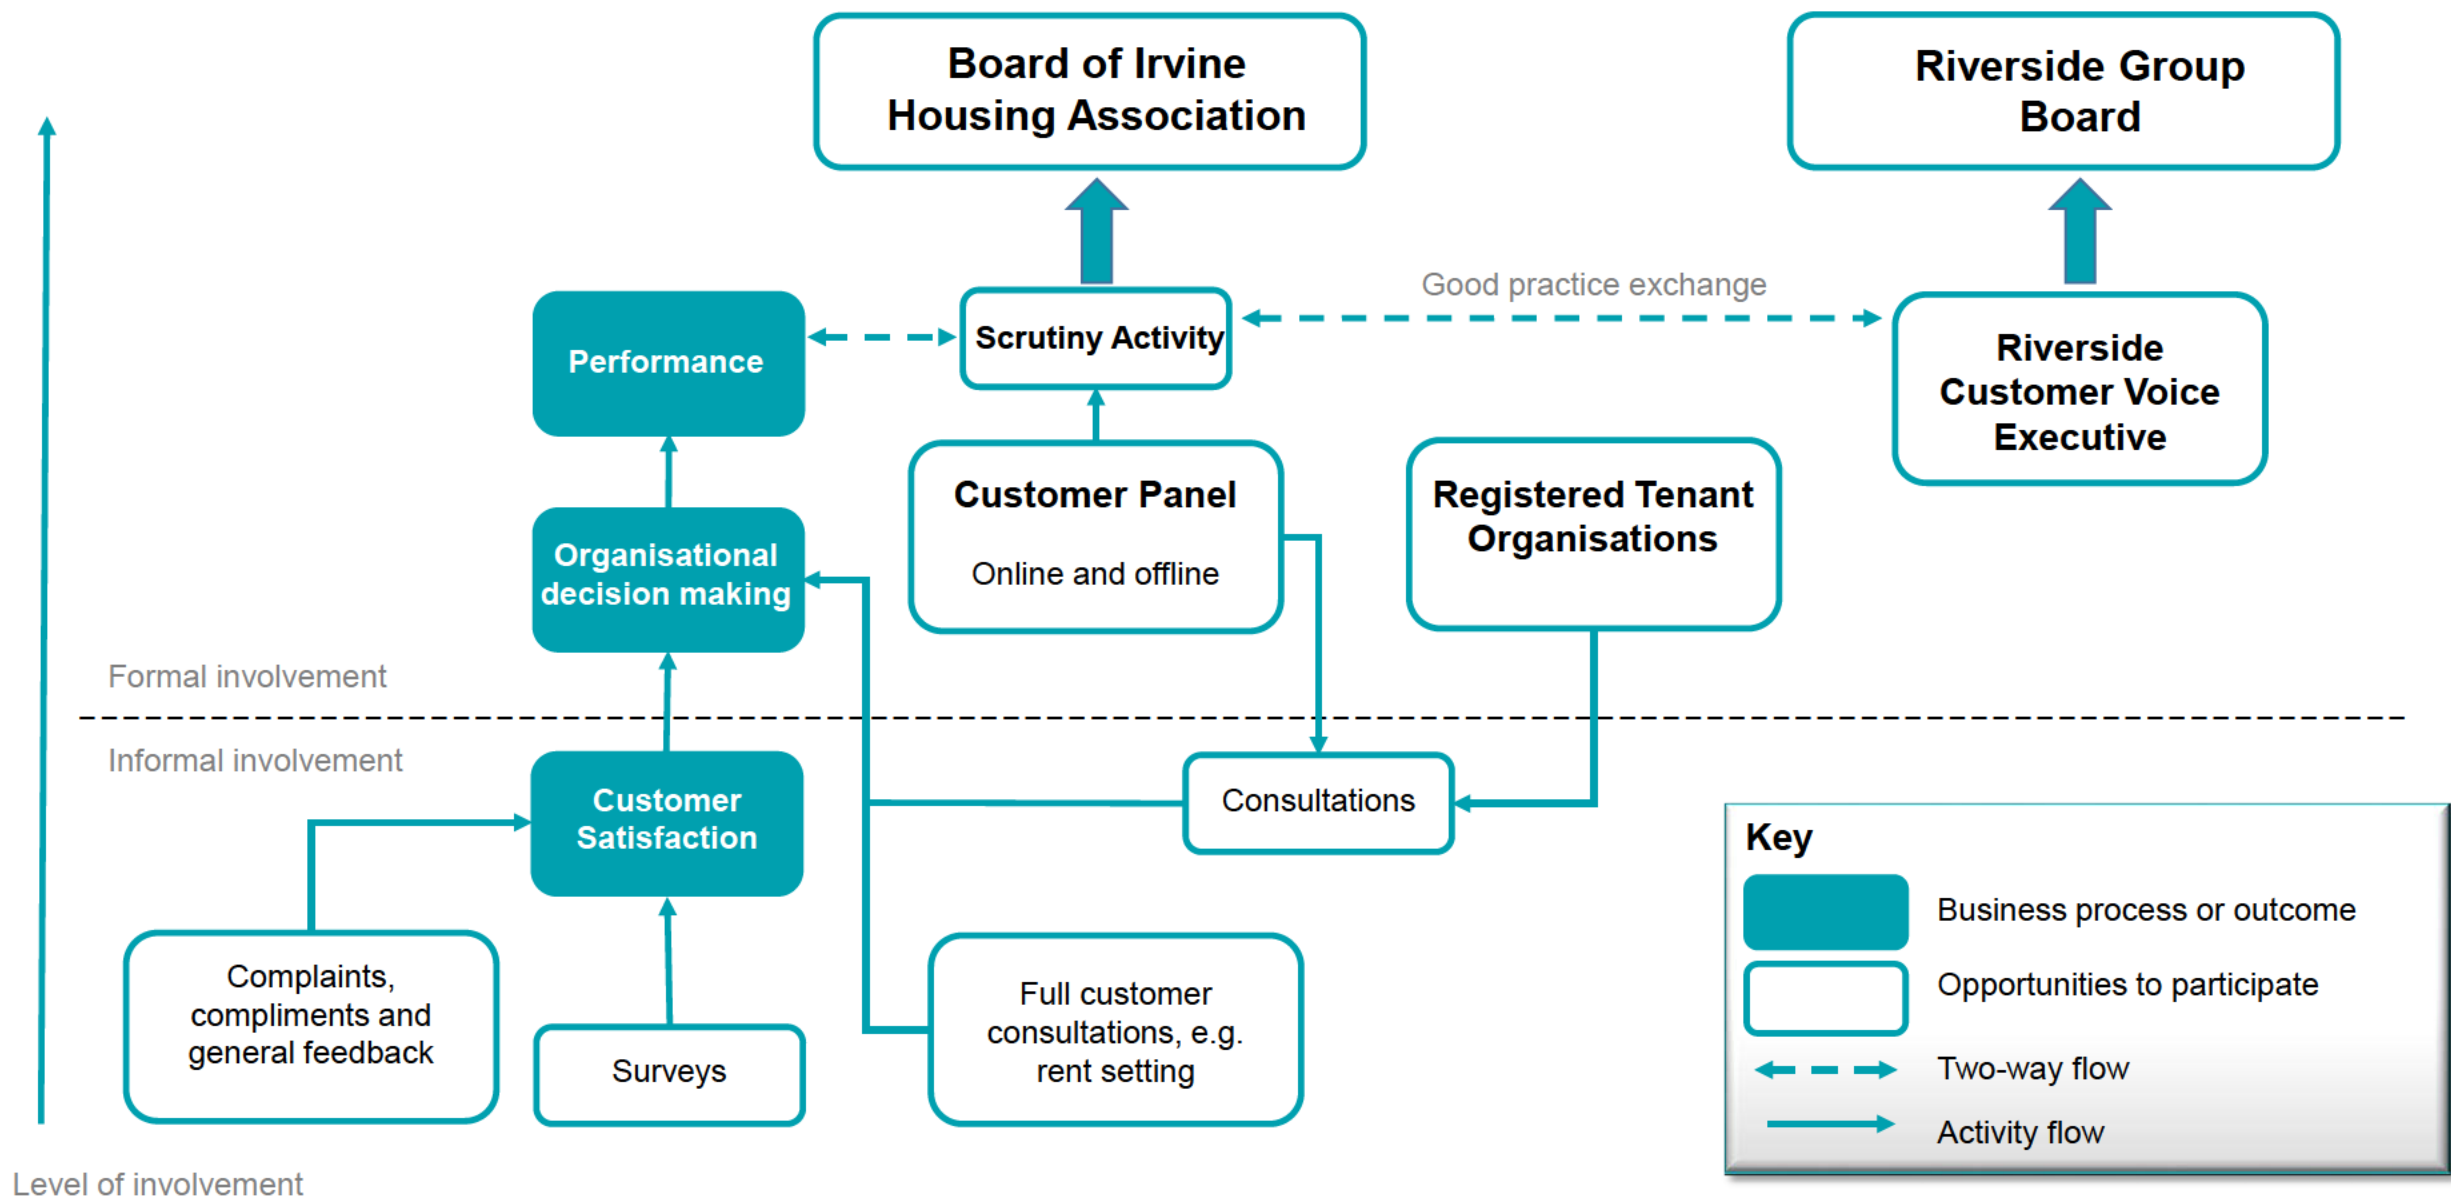 Board of Irvine
Housing Association
Riverside Group
Board
Good practice exchange
Performance
Scrutiny Activity
Riverside
Customer Voice
Executive
Customer Panel
Online and offline
Registered Tenant
Organisations
Organisational
decision making
Formal involvement
Informal involvement
Customer
Satisfaction
Consultations
Complaints,
compliments and
general feedback
Surveys
Full customer
consultations, e.g.
rent setting
Key
Business process or outcome
Opportunities to participate
Two-way flow
Activity flow
Level of involvement